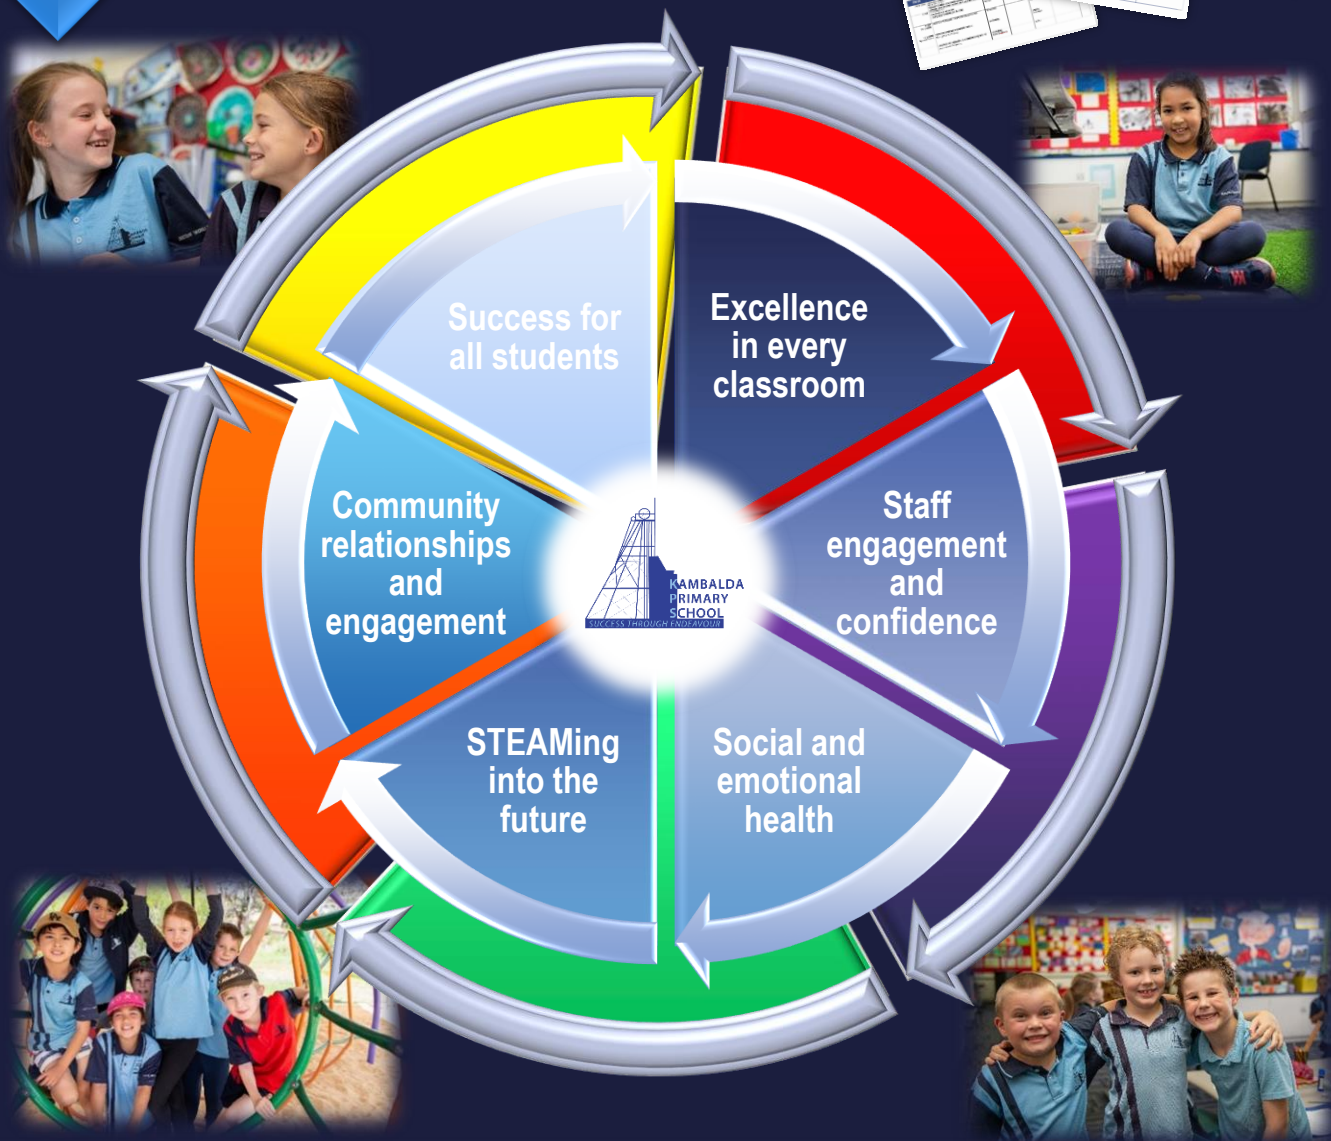 Success for
all students
Excellence
in every
classroom
Community
relationships
and
engagement
Staff
engagement
and
confidence
KAMBALDA
PRIMARY
SCHOOL
SUCCESS THROUGH ENDEAVOUR
STEAMing
into the
future
Social and
emotional
health